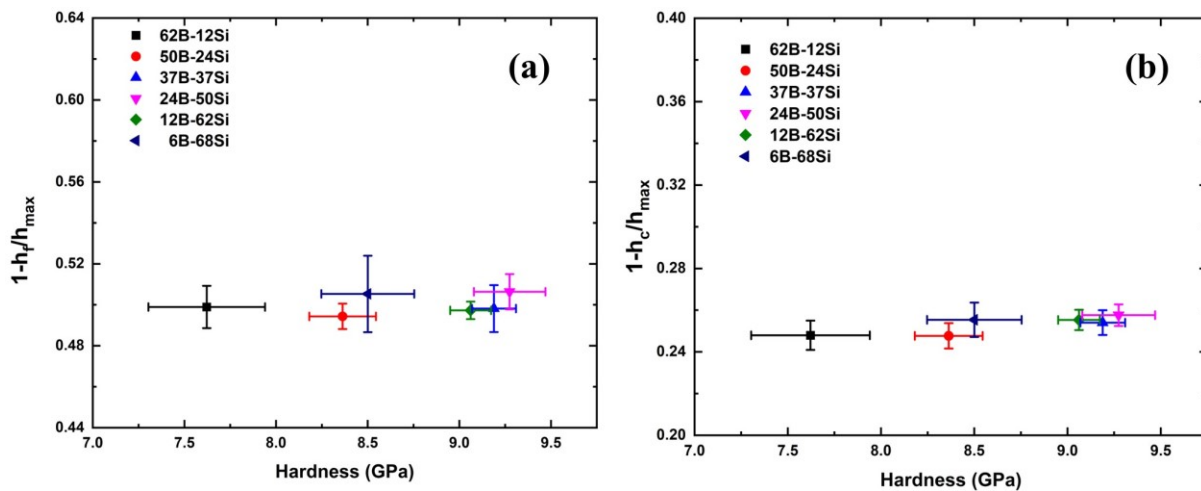 (a)
62B-12Si
50B-24Si
37B-37Si
24B-50Si
12B-62Si
6B-68Si
1-h_f/h_max
0.64
0.60
0.56
0.52
0.48
0.44
7.0 7.5 8.0 8.5 9.0 9.5
Hardness (GPa)
(b)
62B-12Si
50B-24Si
37B-37Si
24B-50Si
12B-62Si
6B-68Si
1-h_c/h_max
0.40
0.36
0.32
0.28
0.24
0.20
7.0 7.5 8.0 8.5 9.0 9.5
Hardness (GPa)